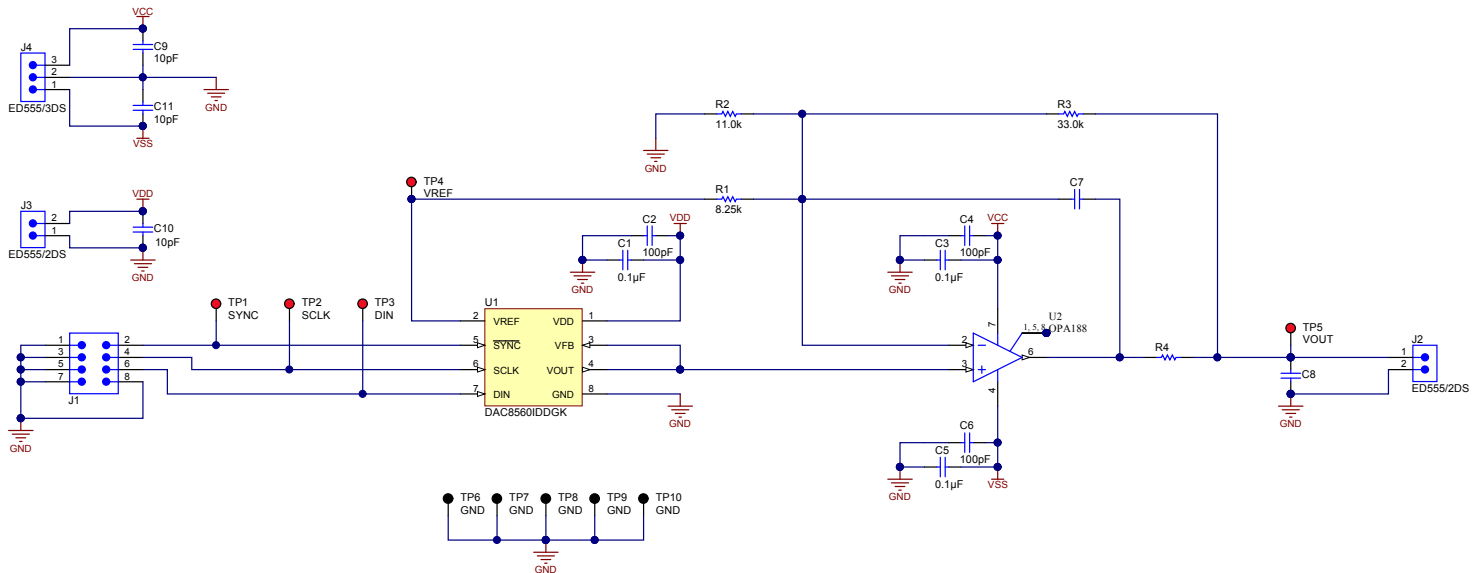 VCC
J4
3
2
1
ED555/3DS
C9
10pF
GND
C11
10pF
VSS
R2
11.0k
R3
33.0k
GND
TP4
VREF
R1
8.25k
C7
VDD
J3
2
1
ED555/2DS
C10
10pF
GND
C2
100pF
VDD
C1
0.1µF
GND
C4
100pF
VCC
C3
0.1µF
GND
TP1
SYNC
TP2
SCLK
TP3
DIN
U1
2 VREF VDD 1
5 SYNC VFB 3
6 SCLK VOUT 4
7 DIN GND 8
DAC8560IDDGK
GND
1 2
3 4
5 6
7 8
J1
GND
U2
1, 5, 8 OPA188
7
2
3
6
4
R4
TP5
VOUT
C8
GND
J2
1
2
ED555/2DS
C6
100pF
C5
0.1µF
GND
VSS
TP6
GND
TP7
GND
TP8
GND
TP9
GND
TP10
GND
GND